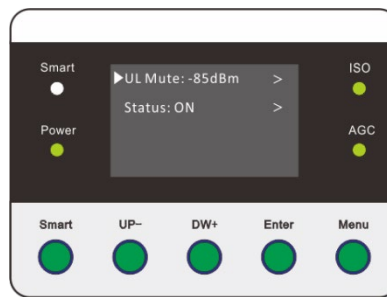 Smart
ISO
▶UL Mute: -85dBm >
Status: ON >
Power
AGC
Smart UP- DW+ Enter Menu